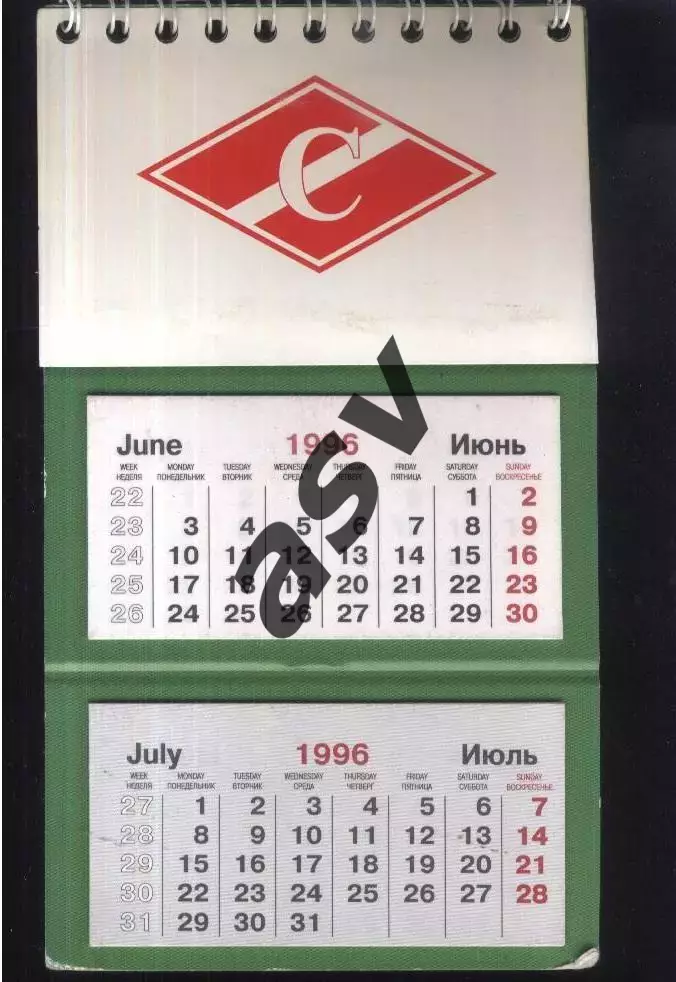 С
June 1996 Июнь
WEEK MONDAY TUESDAY WEDNESDAY THURSDAY FRIDAY SATURDAY SUNDAY
НЕДЕЛЯ ПОНЕДЕЛЬНИК ВТОРНИК СРЕДА ЧЕТВЕРГ ПЯТНИЦА СУББОТА ВОСКРЕСЕНЬЕ
22 1 2
23 3 4 5 6 7 8 9
24 10 11 12 13 14 15 16
25 17 18 19 20 21 22 23
26 24 25 26 27 28 29 30
asv
July 1996 Июль
WEEK MONDAY TUESDAY WEDNESDAY THURSDAY FRIDAY SATURDAY SUNDAY
НЕДЕЛЯ ПОНЕДЕЛЬНИК ВТОРНИК СРЕДА ЧЕТВЕРГ ПЯТНИЦА СУББОТА ВОСКРЕСЕНЬЕ
27 1 2 3 4 5 6 7
28 8 9 10 11 12 13 14
29 15 16 17 18 19 20 21
30 22 23 24 25 26 27 28
31 29 30 31